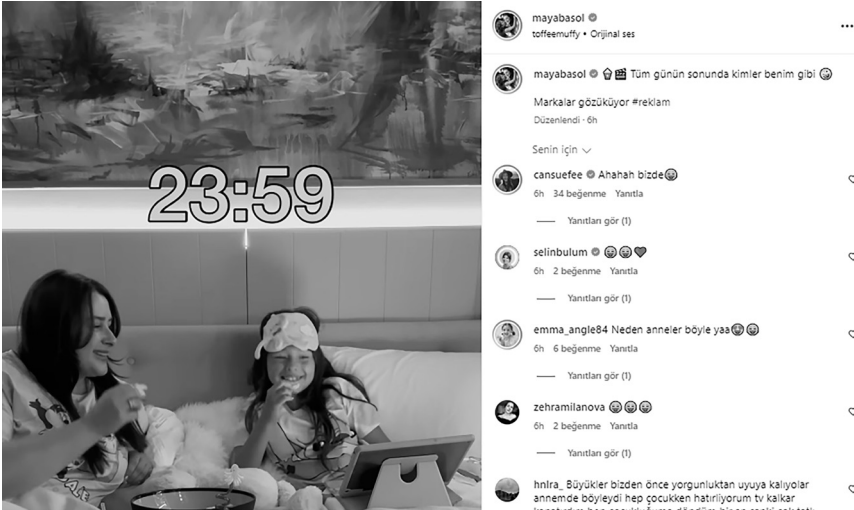 mayabasol
toffeemuffy • Orijinal ses
mayabasol Tüm günün sonunda kimler benim gibi
Markalar gözüküyor #reklam
Düzenlendi · 6h
Senin için
23:59
cansuefee Ahahah bizde
6h 34 beğenme Yanıtla
Yanıtları gör (1)
selinbulum
6h 2 beğenme Yanıtla
Yanıtları gör (1)
emma_angle84 Neden anneler böyle yaa
6h 6 beğenme Yanıtla
Yanıtları gör (1)
zehramilanova
6h 2 beğenme Yanıtla
Yanıtları gör (1)
hnlra_ Büyükler bizden önce yorgunluktan uyuya kalıyolar
annemde böyleydi hep çocukken hatırlıyorum tv kalkar